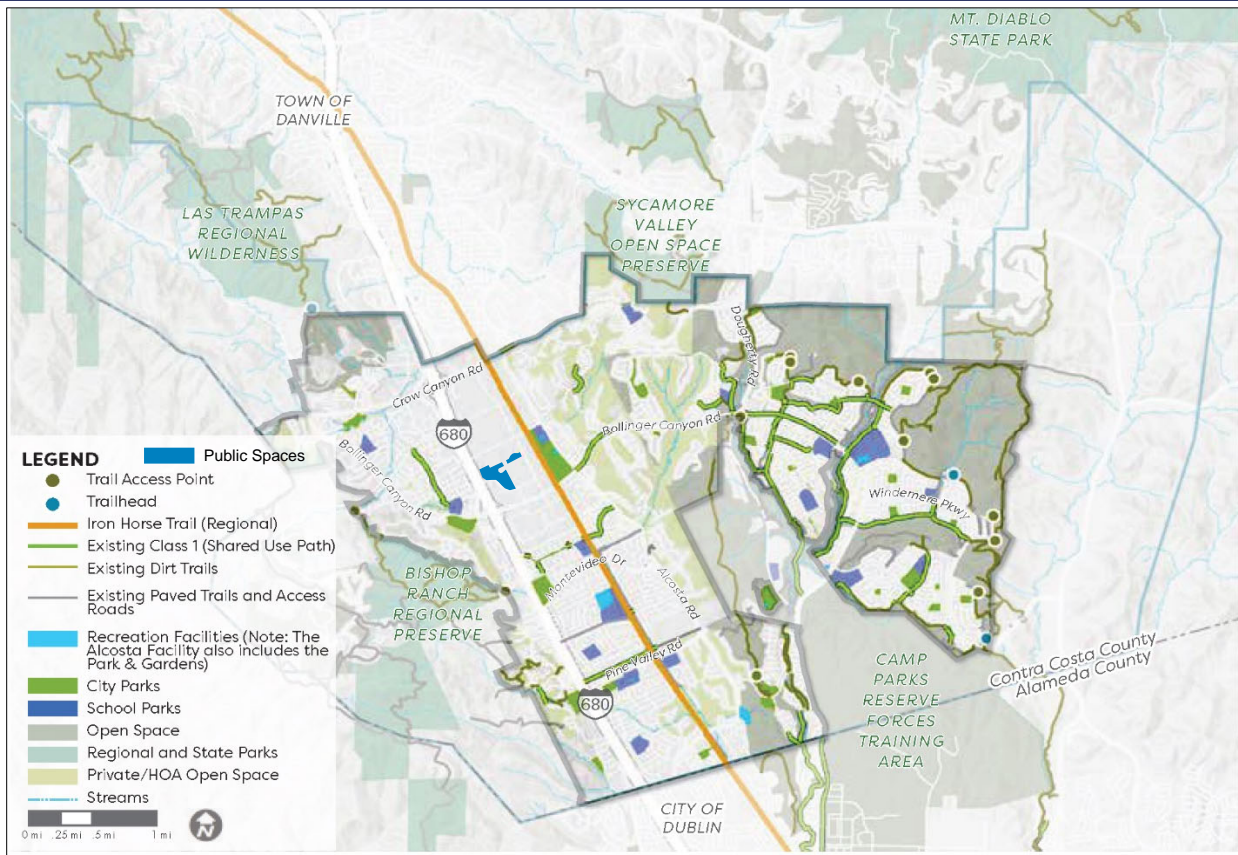 MT. DIABLO
STATE PARK
TOWN OF
DANVILLE
LAS TRAMPAS
REGIONAL
WILDERNESS
SYCAMORE
VALLEY
OPEN SPACE
PRESERVE
Dougherty Rd
Crow Canyon Rd
Bollinger Canyon Rd
680
Bollinger Canyon Rd
Windemere Pkwy
Montevideo Dr
Alcosta Rd
BISHOP
RANCH
REGIONAL
PRESERVE
Pine Valley Rd
680
CAMP
PARKS
RESERVE
FORCES
TRAINING
AREA
Contra Costa County
Alameda County
CITY OF
DUBLIN
LEGEND
Public Spaces
Trail Access Point
Trailhead
Iron Horse Trail (Regional)
Existing Class 1 (Shared Use Path)
Existing Dirt Trails
Existing Paved Trails and Access
Roads
Recreation Facilities (Note: The
Alcosta Facility also includes the
Park & Gardens)
City Parks
School Parks
Open Space
Regional and State Parks
Private/HOA Open Space
Streams
0 mi .25 mi .5 mi 1 mi
N